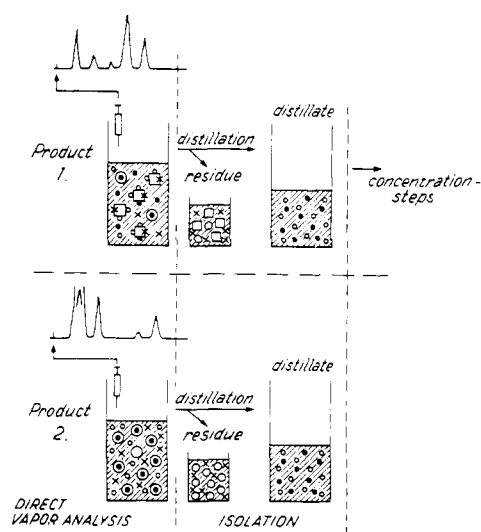 distillate
Product
1.
distillation
residue
concentration-
steps
distillate
Product
2.
distillation
residue
DIRECT
VAPOR ANALYSIS
ISOLATION